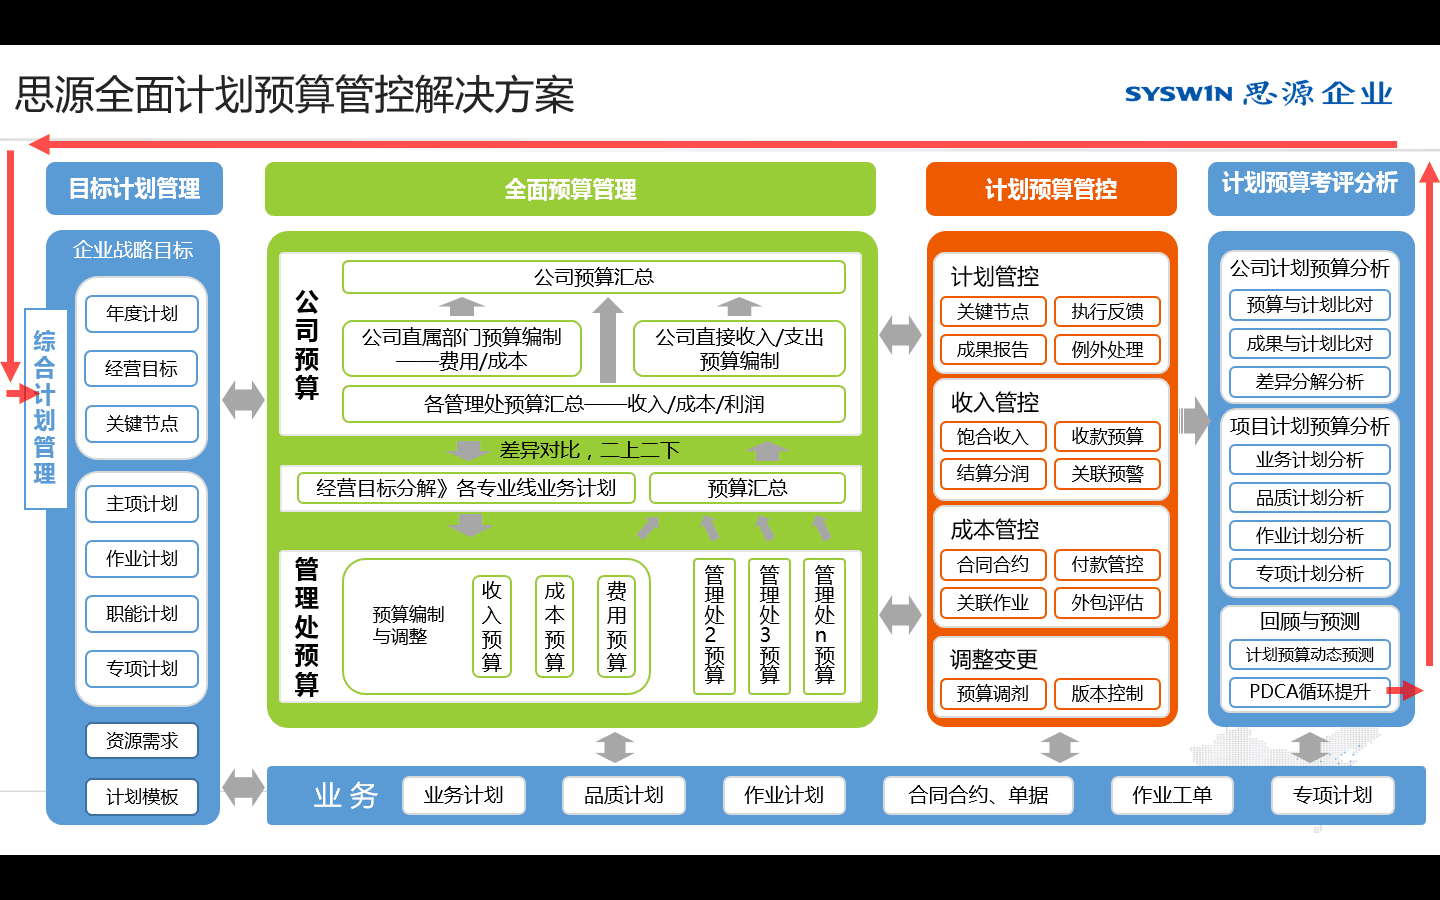 思源全面计划预算管控解决方案
SYSWIN 思源企业
目标计划管理
全面预算管理
计划预算管控
计划预算考评分析
综合计划管理
企业战略目标
年度计划
经营目标
关键节点
主项计划
作业计划
职能计划
专项计划
资源需求
计划模板
公司预算
公司预算汇总
公司直属部门预算编制
——费用/成本
公司直接收入/支出
预算编制
各管理处预算汇总——收入/成本/利润
差异对比，二上二下
经营目标分解》各专业线业务计划
预算汇总
管理处预算
预算编制
与调整
收入预算
成本预算
费用预算
管理处2预算
管理处3预算
管理处n预算
计划管控
关键节点
执行反馈
成果报告
例外处理
收入管控
饱合收入
收款预算
结算分润
关联预警
成本管控
合同合约
付款管控
关联作业
外包评估
调整变更
预算调剂
版本控制
公司计划预算分析
预算与计划比对
成果与计划比对
差异分解分析
项目计划预算分析
业务计划分析
品质计划分析
作业计划分析
专项计划分析
回顾与预测
计划预算动态预测
PDCA循环提升
业务
业务计划
品质计划
作业计划
合同合约、单据
作业工单
专项计划